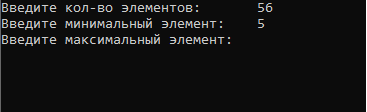 Введите кол-во элементов: 56
Введите минимальный элемент: 5
Введите максимальный элемент: